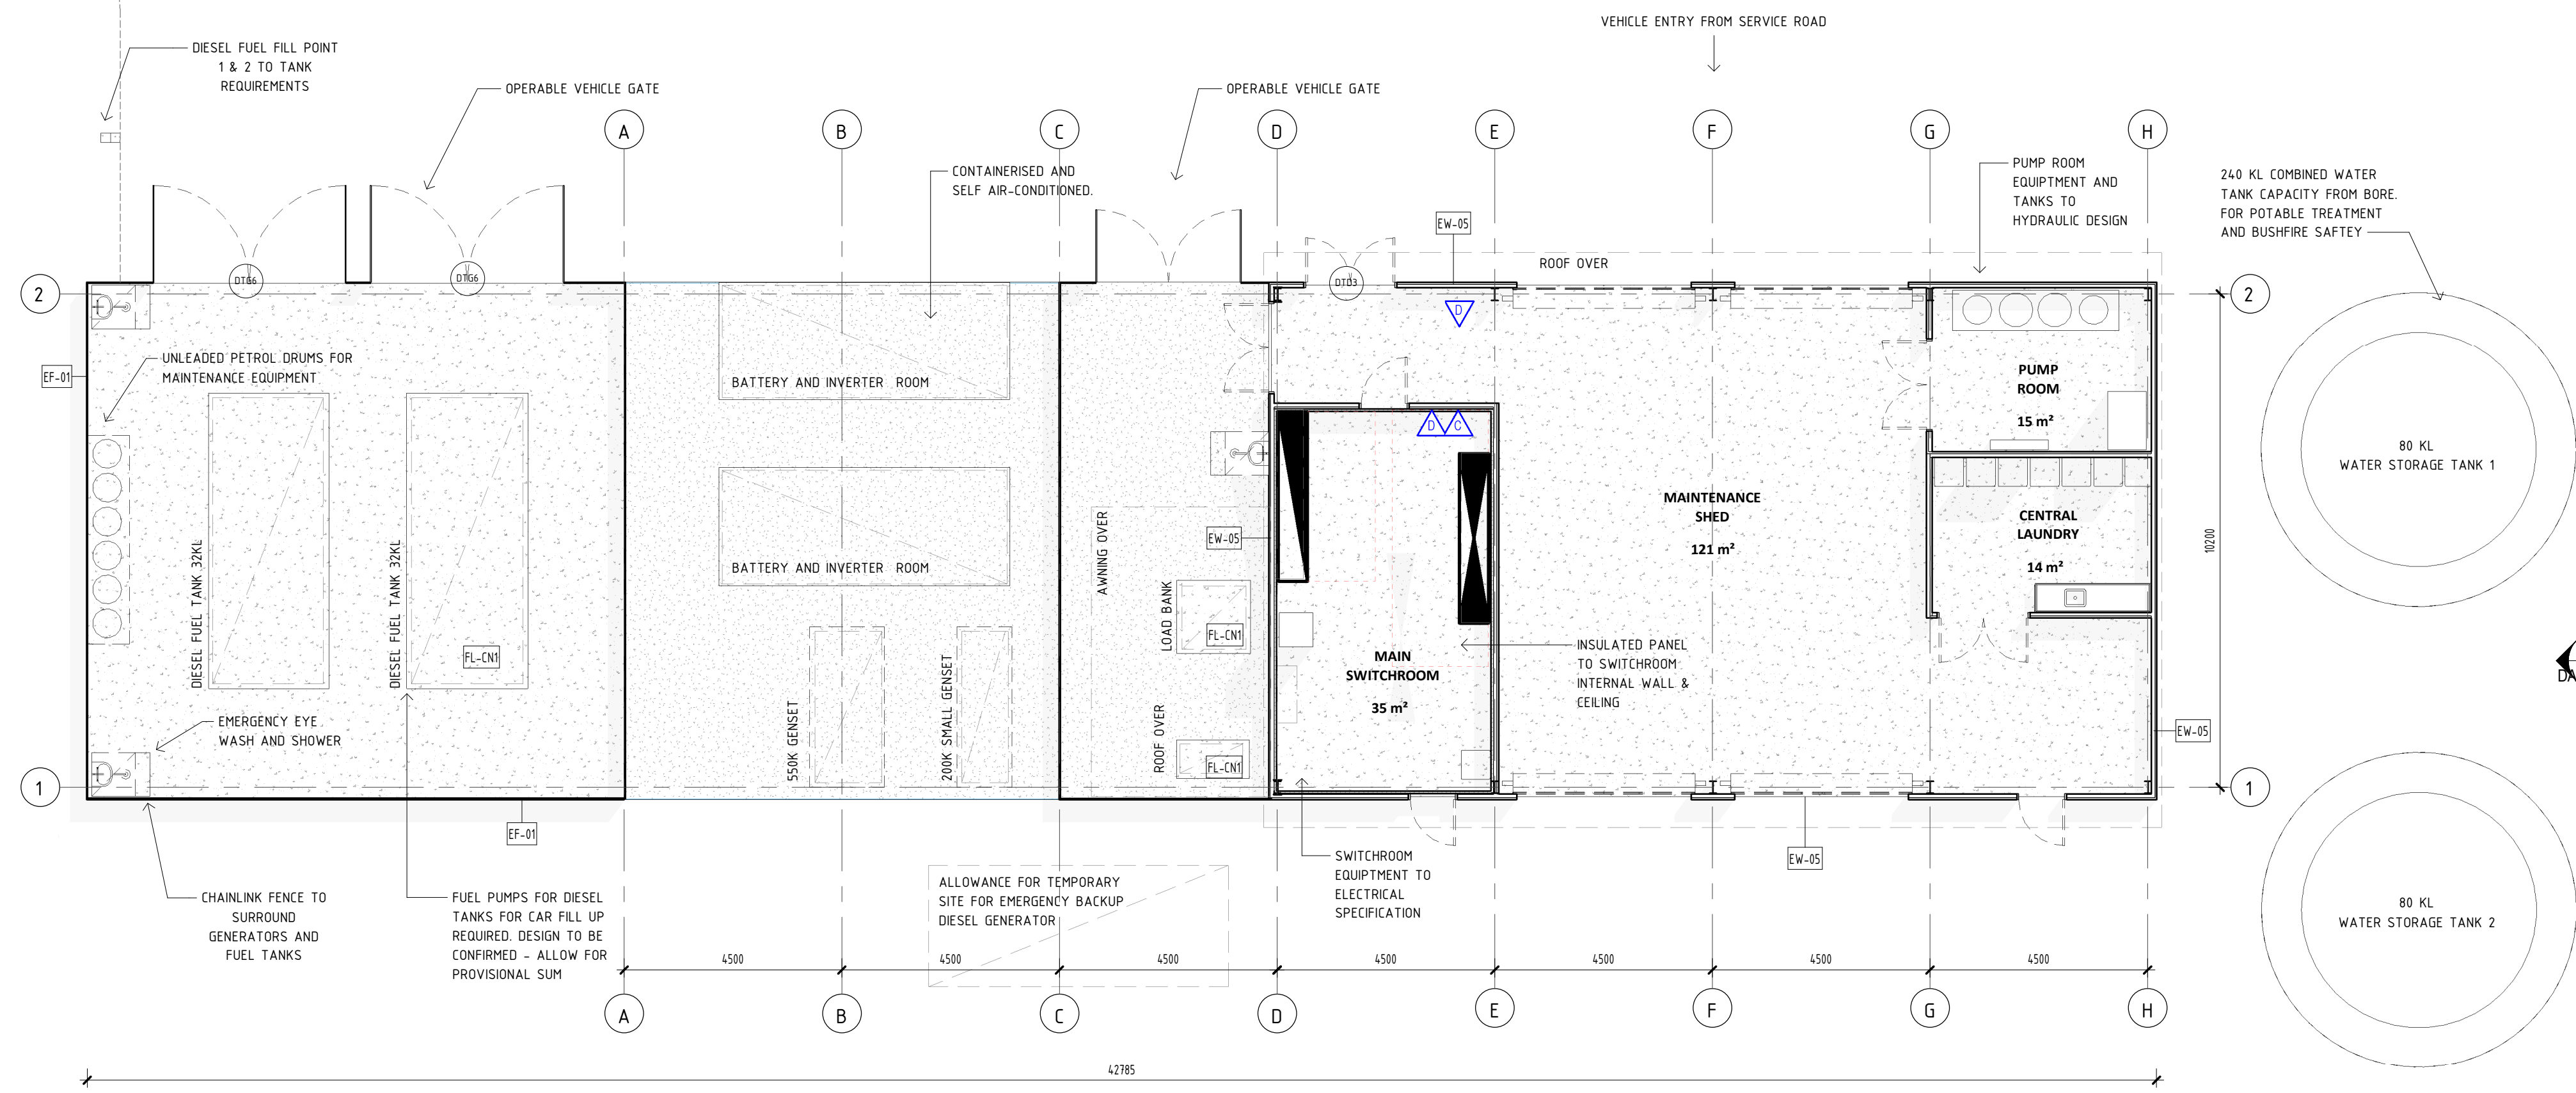 VEHICLE ENTRY FROM SERVICE ROAD
DIESEL FUEL FILL POINT
1 & 2 TO TANK
REQUIREMENTS
OPERABLE VEHICLE GATE
OPERABLE VEHICLE GATE
A
B
C
D
E
F
G
H
CONTAINERISED AND
SELF AIR-CONDITIONED.
PUMP ROOM
EQUIPTMENT AND
TANKS TO
HYDRAULIC DESIGN
240 KL COMBINED WATER
TANK CAPACITY FROM BORE.
FOR POTABLE TREATMENT
AND BUSHFIRE SAFTEY
EW-05
ROOF OVER
DTG6
DTG6
DTD3
2
2
D
UNLEADED PETROL DRUMS FOR
MAINTENANCE EQUIPMENT
EF-01
BATTERY AND INVERTER ROOM
PUMP
ROOM
15 m²
D
C
80 KL
WATER STORAGE TANK 1
MAINTENANCE
SHED
121 m²
CENTRAL
LAUNDRY
14 m²
10200
EW-05
AWNING OVER
BATTERY AND INVERTER ROOM
DIESEL FUEL TANK 32KL
DIESEL FUEL TANK 32KL
FL-CN1
LOAD BANK
FL-CN1
MAIN
SWITCHROOM
35 m²
INSULATED PANEL
TO SWITCHROOM
INTERNAL WALL &
CEILING
DA
EMERGENCY EYE
WASH AND SHOWER
550K GENSET
200K SMALL GENSET
ROOF OVER
FL-CN1
EW-05
1
1
EF-01
EW-05
SWITCHROOM
EQUIPTMENT TO
ELECTRICAL
SPECIFICATION
ALLOWANCE FOR TEMPORARY
SITE FOR EMERGENCY BACKUP
DIESEL GENERATOR
CHAINLINK FENCE TO
SURROUND
GENERATORS AND
FUEL TANKS
FUEL PUMPS FOR DIESEL
TANKS FOR CAR FILL UP
REQUIRED. DESIGN TO BE
CONFIRMED - ALLOW FOR
PROVISIONAL SUM
80 KL
WATER STORAGE TANK 2
4500
4500
4500
4500
4500
4500
4500
A
B
C
D
E
F
G
H
42785